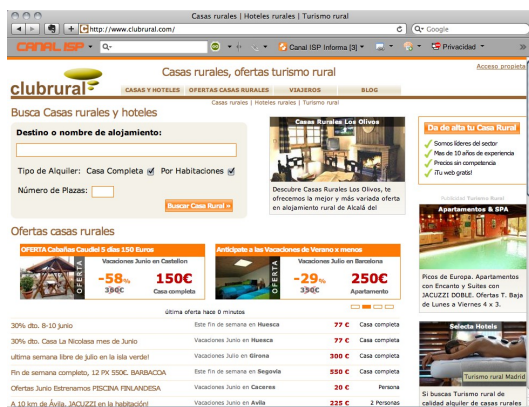 Casas rurales | Hoteles rurales | Turismo rural
http://www.clubrural.com/
Google
CANAL ISP
Canal ISP Informa [3]
Privacidad
clubrural
Casas rurales, ofertas turismo rural
Acceso propieta
CASAS Y HOTELES OFERTAS CASAS RURALES VIAJEROS BLOG
Casas rurales | Hoteles rurales | Turismo rural
Busca Casas rurales y hoteles
Destino o nombre de alojamiento:
Tipo de Alquiler: Casa Completa Por Habitaciones
Número de Plazas:
Buscar Casa Rural »
Casas Rurales Los Olivos
Descubre Casas Rurales Los Olivos, te
ofrecemos la mejor y más variada oferta
en alojamiento rural de Alcalá del
Da de alta tu Casa Rural
Somos líderes del sector
Mas de 10 años de experiencia
Precios sin competencia
¡Tu web gratis!
Publicidad Turismo Rural
Apartamentos & SPA
Picos de Europa. Apartamentos
con Encanto y Suites con
JACUZZI DOBLE. Ofertas T. Baja
de Lunes a Viernes 4 x 3.
Selecta Hotels
Turismo rural Madrid
Si buscas Turismo rural de
calidad alquiler de casas rurales
Ofertas casas rurales
OFERTA Cabañas Caudiel 5 dias 150 Euros
OFERTA
Vacaciones Junio en Castellon
-58%
360€
150€
Casa completa
Anticipate a las Vacaciones de Verano x menos
OFERTA
Vacaciones Julio en Barcelona
-29%
350€
250€
Apartamento
última oferta hace 0 minutos
30% dto. 8-10 junio Este fin de semana en Huesca 77 € Casa completa
30% dto. Casa La Nicolasa mes de Junio Vacaciones Junio en Huesca 77 € Casa completa
ultima semana libre de julio en la isla verde! Vacaciones Julio en Girona 300 € Casa completa
Fin de semana completo, 12 PX 550€. BARBACOA Este fin de semana en Segovia 550 € Casa completa
Ofertas Junio Estrenamos PISCINA FINLANDESA Vacaciones Junio en Caceres 20 € Persona
A 10 km de Ávila. JACUZZI en la habitación! Vacaciones Junio en Avila 225 € 2 Personas